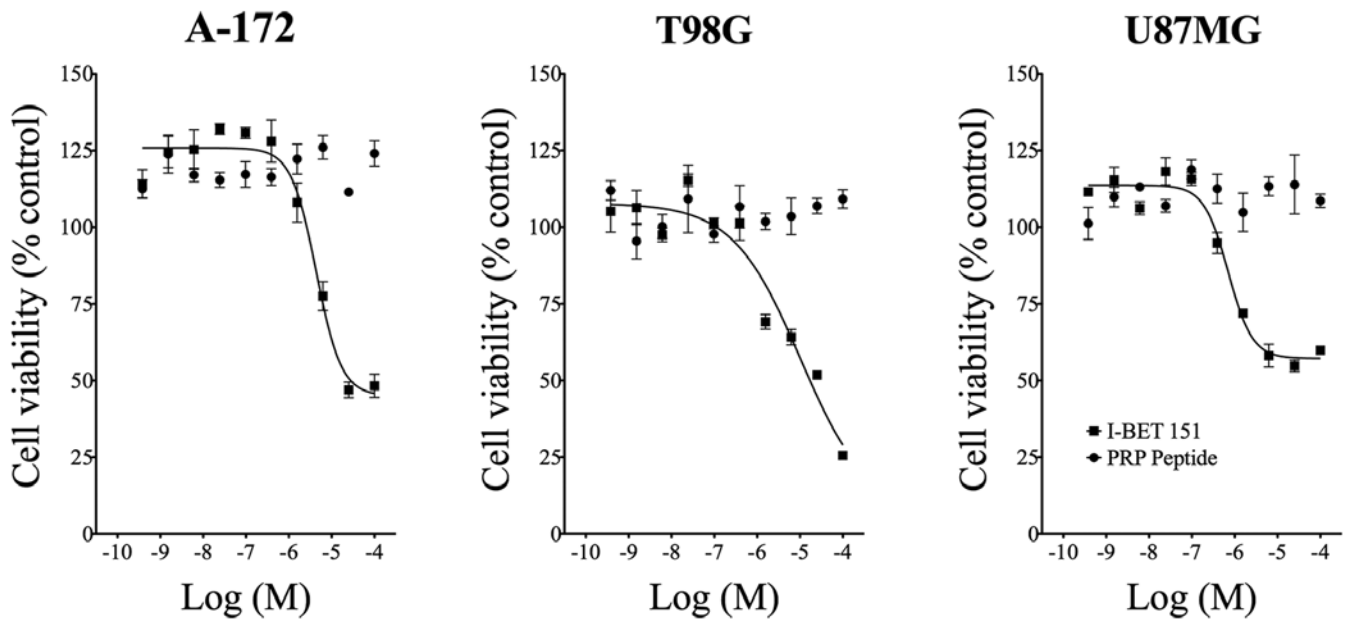 A-172
T98G
U87MG
Cell viability (% control)
150
125
100
75
50
25
0
-10 -9 -8 -7 -6 -5 -4
Log (M)
Cell viability (% control)
150
125
100
75
50
25
0
-10 -9 -8 -7 -6 -5 -4
Log (M)
Cell viability (% control)
150
125
100
75
50
25
0
I-BET 151
PRP Peptide
-10 -9 -8 -7 -6 -5 -4
Log (M)